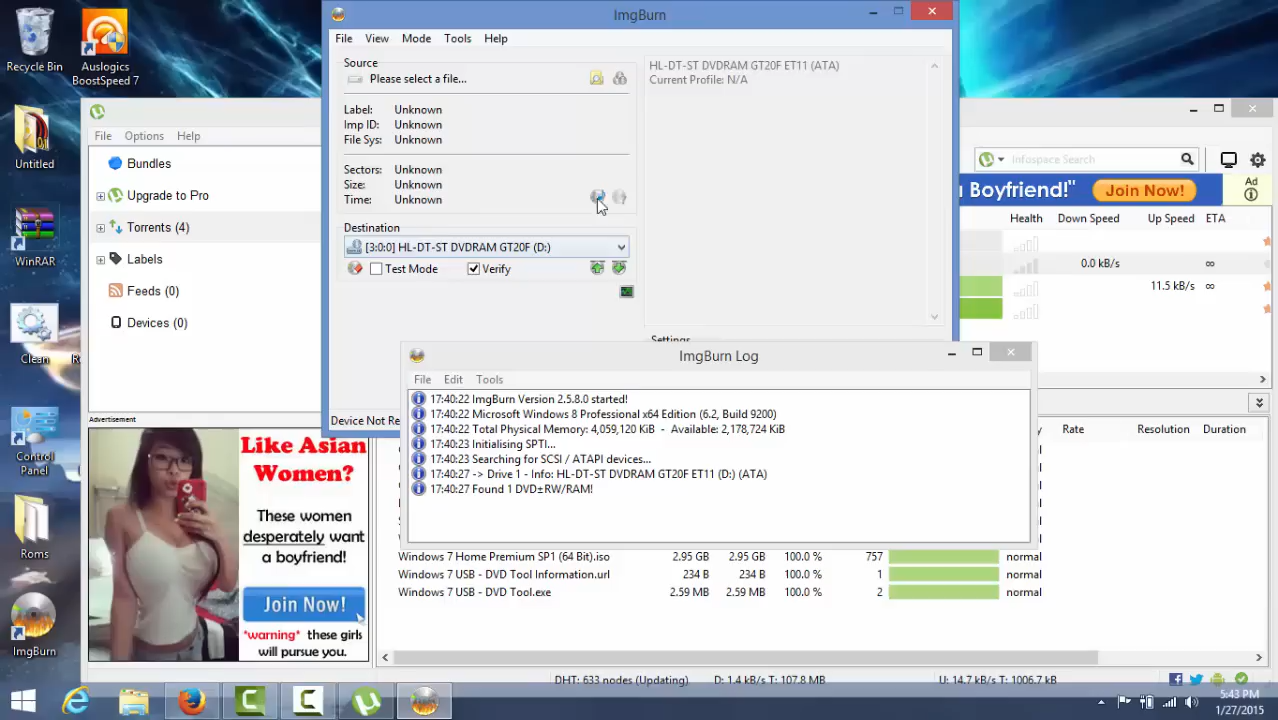 Recycle Bin
Auslogics
BoostSpeed 7
Untitled
WinRAR
Clean
Control
Panel
Roms
ImgBurn
ImgBurn
File View Mode Tools Help
Source
Please select a file...
Label: Unknown
Imp ID: Unknown
File Sys: Unknown
Sectors: Unknown
Size: Unknown
Time: Unknown
Destination
[3:0:0] HL-DT-ST DVDRAM GT20F (D:)
Test Mode
Verify
HL-DT-ST DVDRAM GT20F ET11 (ATA)
Current Profile: N/A
Settings
Device Not Re
File Options Help
Bundles
Upgrade to Pro
Torrents (4)
Labels
Feeds (0)
Devices (0)
Advertisement
Like Asian
Women?
These women
desperately want
a boyfriend!
Join Now!
*warning* these girls
will pursue you.
Infospace Search
a Boyfriend!"
Join Now!
Ad
Health Down Speed Up Speed ETA
0.0 kB/s ∞
11.5 kB/s ∞
ImgBurn Log
File Edit Tools
17:40:22 ImgBurn Version 2.5.8.0 started!
17:40:22 Microsoft Windows 8 Professional x64 Edition (6.2, Build 9200)
17:40:22 Total Physical Memory: 4,059,120 KiB - Available: 2,178,724 KiB
17:40:23 Initialising SPTI...
17:40:23 Searching for SCSI / ATAPI devices...
17:40:27 -> Drive 1 - Info: HL-DT-ST DVDRAM GT20F ET11 (D:) (ATA)
17:40:27 Found 1 DVD±RW/RAM!
y Rate Resolution Duration
Windows 7 Home Premium SP1 (64 Bit).iso 2.95 GB 2.95 GB 100.0 % 757 normal
Windows 7 USB - DVD Tool Information.url 234 B 234 B 100.0 % 1 normal
Windows 7 USB - DVD Tool.exe 2.59 MB 2.59 MB 100.0 % 2 normal
DHT: 633 nodes (Updating) D: 1.4 kB/s T: 107.8 MB U: 14.7 kB/s T: 1006.7 kB
5:43 PM
1/27/2015